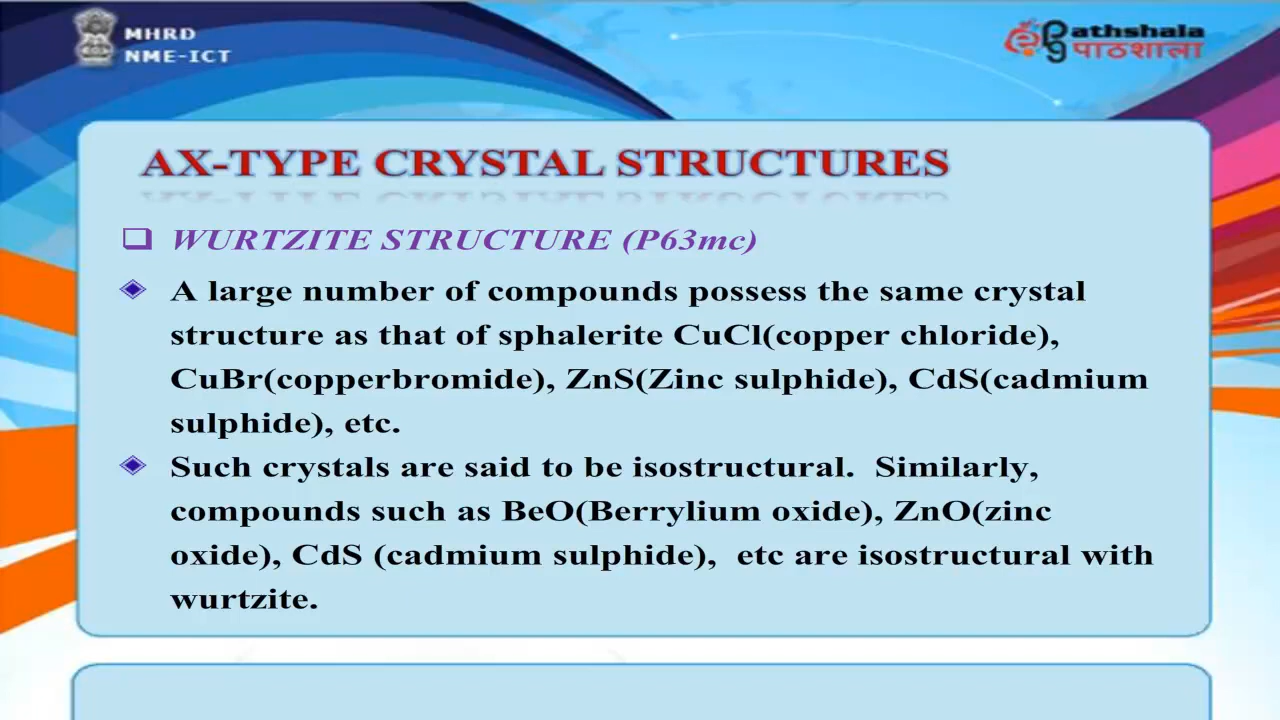 MHRD
NME-ICT
athshala
पाठशाला
AX-TYPE CRYSTAL STRUCTURES
WURTZITE STRUCTURE (P63mc)
A large number of compounds possess the same crystal
structure as that of sphalerite CuCl(copper chloride),
CuBr(copperbromide), ZnS(Zinc sulphide), CdS(cadmium
sulphide), etc.
Such crystals are said to be isostructural.  Similarly,
compounds such as BeO(Berrylium oxide), ZnO(zinc
oxide), CdS (cadmium sulphide),  etc are isostructural with
wurtzite.